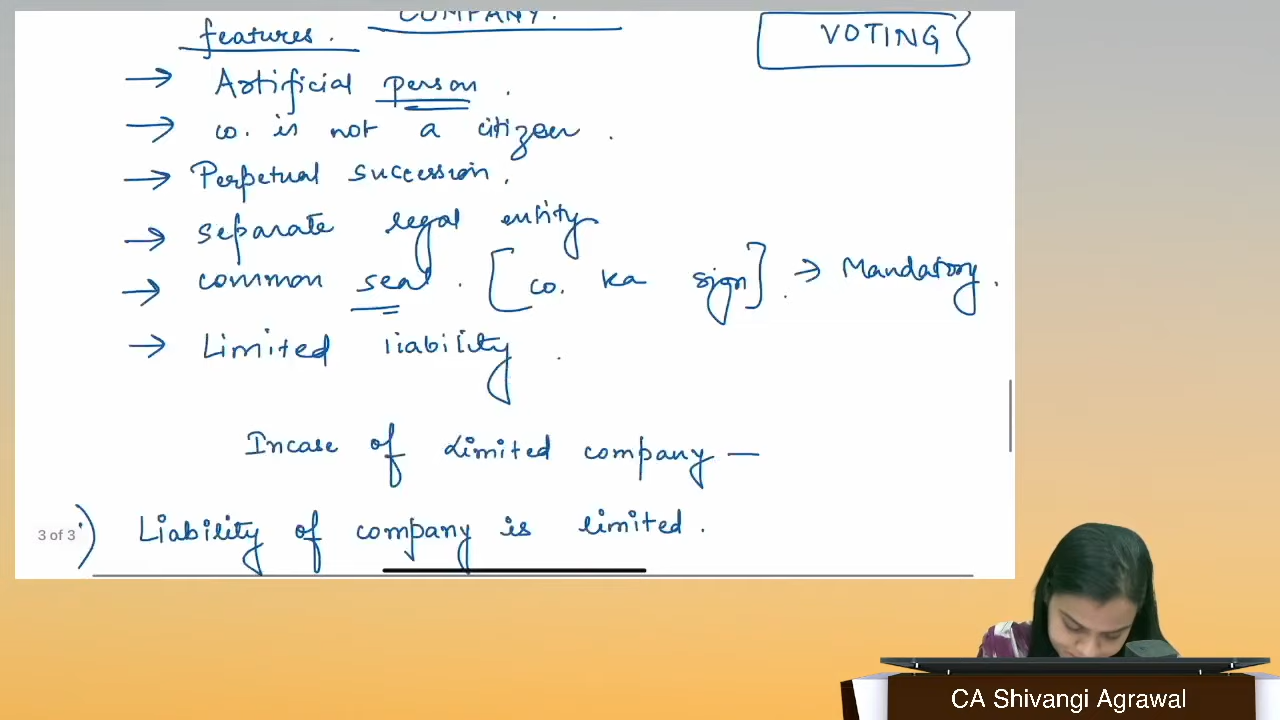 COMPANY.
features.
VOTING
→ Artificial person.
→ co. is not a citizen.
→ Perpetual succession.
→ separate legal entity
→ common seal. [co. ka sign]. → Mandatory.
→ Limited liability.
Incase of Limited company —
3 of 3
) Liability of company is limited.
CA Shivangi Agrawal